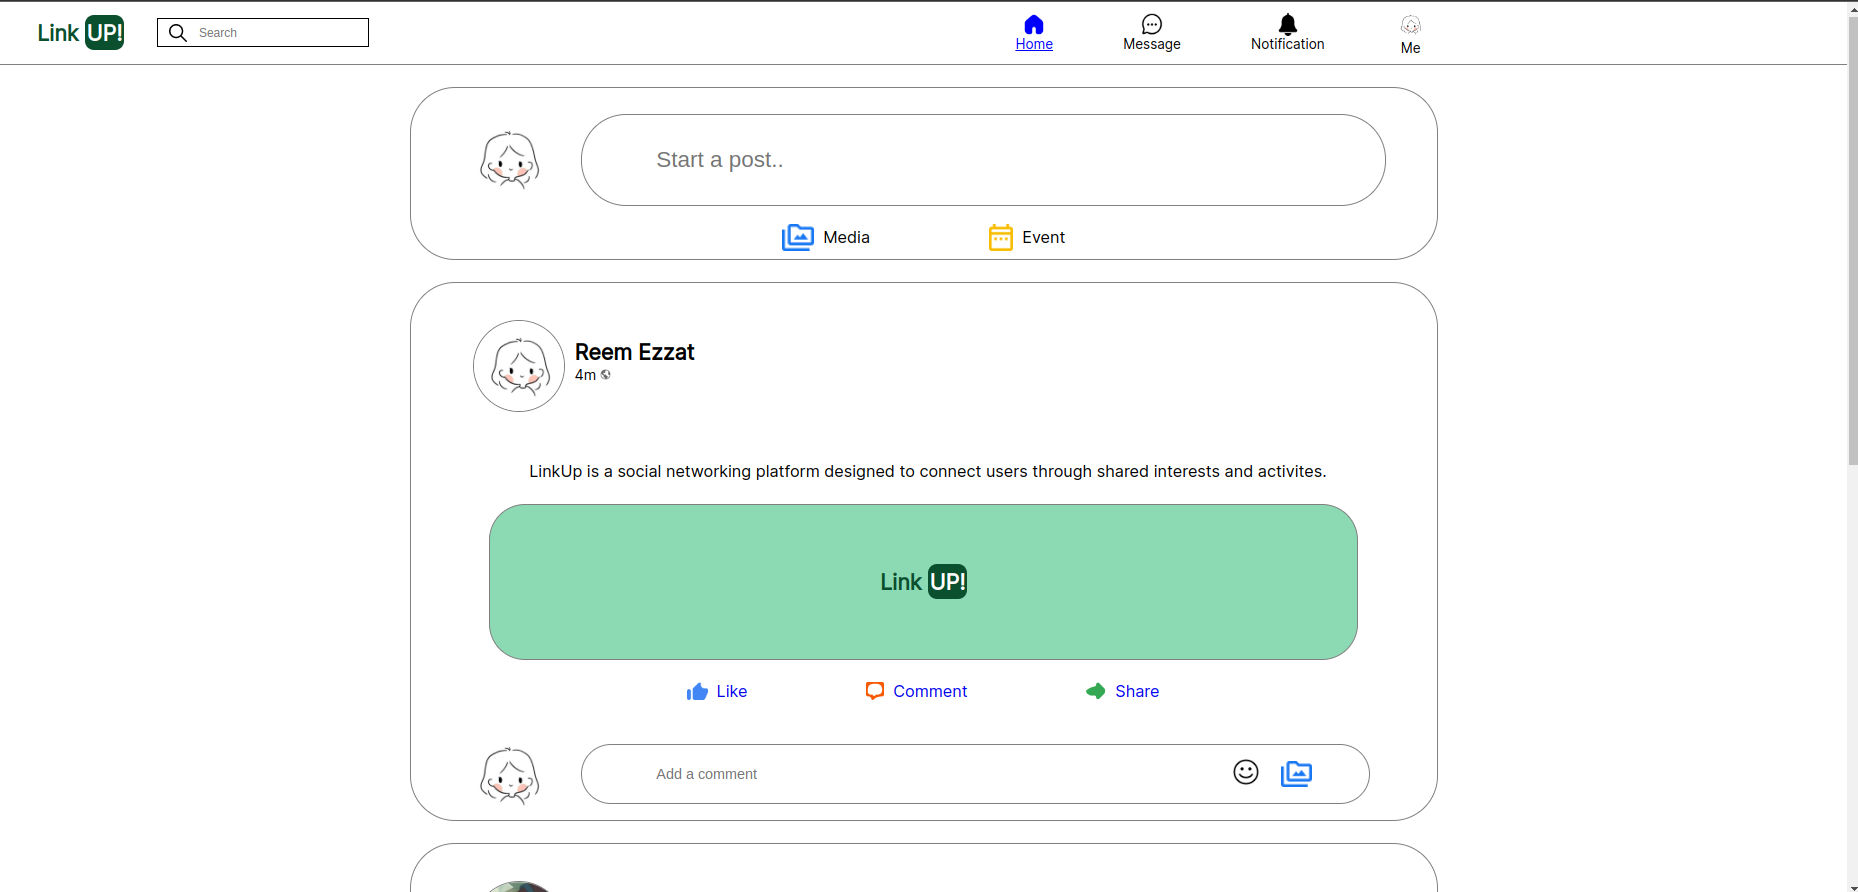 Link UP!
Search
Home
Message
Notification
Me
Start a post..
Media
Event
Reem Ezzat
4m
LinkUp is a social networking platform designed to connect users through shared interests and activites.
Link UP!
Like
Comment
Share
Add a comment